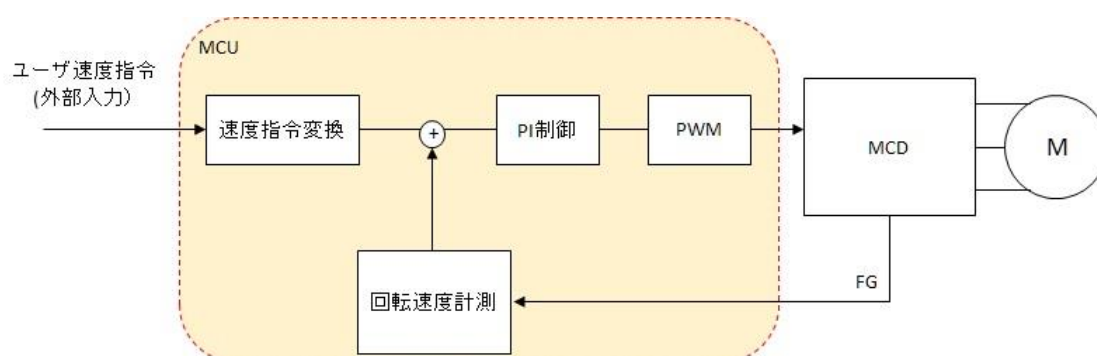 MCU
ユーザ速度指令
(外部入力)
速度指令変換
+
PI制御
PWM
MCD
M
回転速度計測
FG